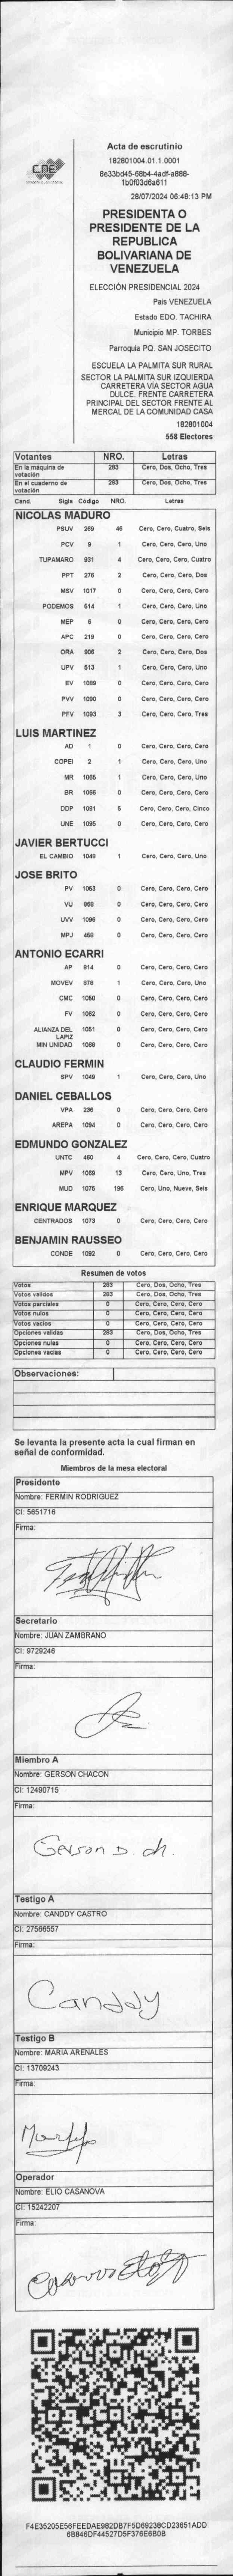 CNE
Acta de escrutinio
182801004.01.1.0001
8e33bd45-68b4-4adf-a888-
1b0f03d6a611
28/07/2024 06:48:13 PM
PRESIDENTA O
PRESIDENTE DE LA
REPUBLICA
BOLIVARIANA DE
VENEZUELA
ELECCIÓN PRESIDENCIAL 2024
Pais VENEZUELA
Estado EDO. TACHIRA
Municipio MP. TORBES
Parroquia PQ. SAN JOSECITO
ESCUELA LA PALMITA SUR RURAL
SECTOR LA PALMITA SUR IZQUIERDA
CARRETERA VÍA SECTOR AGUA
DULCE. FRENTE CARRETERA
PRINCIPAL DEL SECTOR FRENTE AL
MERCAL DE LA COMUNIDAD CASA
182801004
558 Electores
Votantes NRO. Letras
En la máquina de votación 283 Cero, Dos, Ocho, Tres
En el cuaderno de votación 283 Cero, Dos, Ocho, Tres
Cand. Sigla Código NRO. Letras
NICOLAS MADURO
PSUV 269 46 Cero, Cero, Cuatro, Seis
PCV 9 1 Cero, Cero, Cero, Uno
TUPAMARO 931 4 Cero, Cero, Cero, Cuatro
PPT 276 2 Cero, Cero, Cero, Dos
MSV 1017 0 Cero, Cero, Cero, Cero
PODEMOS 514 1 Cero, Cero, Cero, Uno
MEP 6 0 Cero, Cero, Cero, Cero
APC 219 0 Cero, Cero, Cero, Cero
ORA 906 2 Cero, Cero, Cero, Dos
UPV 513 1 Cero, Cero, Cero, Uno
EV 1089 0 Cero, Cero, Cero, Cero
PVV 1090 0 Cero, Cero, Cero, Cero
PFV 1093 3 Cero, Cero, Cero, Tres
LUIS MARTINEZ
AD 1 0 Cero, Cero, Cero, Cero
COPEI 2 1 Cero, Cero, Cero, Uno
MR 1065 1 Cero, Cero, Cero, Uno
BR 1066 0 Cero, Cero, Cero, Cero
DDP 1091 5 Cero, Cero, Cero, Cinco
UNE 1095 0 Cero, Cero, Cero, Cero
JAVIER BERTUCCI
EL CAMBIO 1048 1 Cero, Cero, Cero, Uno
JOSE BRITO
PV 1053 0 Cero, Cero, Cero, Cero
VU 868 0 Cero, Cero, Cero, Cero
UVV 1096 0 Cero, Cero, Cero, Cero
MPJ 458 0 Cero, Cero, Cero, Cero
ANTONIO ECARRI
AP 814 0 Cero, Cero, Cero, Cero
MOVEV 878 1 Cero, Cero, Cero, Uno
CMC 1060 0 Cero, Cero, Cero, Cero
FV 1062 0 Cero, Cero, Cero, Cero
ALIANZA DEL LAPIZ 1051 0 Cero, Cero, Cero, Cero
MIN UNIDAD 1068 0 Cero, Cero, Cero, Cero
CLAUDIO FERMIN
SPV 1049 1 Cero, Cero, Cero, Uno
DANIEL CEBALLOS
VPA 236 0 Cero, Cero, Cero, Cero
AREPA 1094 0 Cero, Cero, Cero, Cero
EDMUNDO GONZALEZ
UNTC 460 4 Cero, Cero, Cero, Cuatro
MPV 1069 13 Cero, Cero, Uno, Tres
MUD 1075 196 Cero, Uno, Nueve, Seis
ENRIQUE MARQUEZ
CENTRADOS 1073 0 Cero, Cero, Cero, Cero
BENJAMIN RAUSSEO
CONDE 1092 0 Cero, Cero, Cero, Cero
Resumen de votos
Votos 283 Cero, Dos, Ocho, Tres
Votos validos 283 Cero, Dos, Ocho, Tres
Votos parciales 0 Cero, Cero, Cero, Cero
Votos nulos 0 Cero, Cero, Cero, Cero
Votos vacios 0 Cero, Cero, Cero, Cero
Opciones validas 283 Cero, Dos, Ocho, Tres
Opciones nulas 0 Cero, Cero, Cero, Cero
Opciones vacias 0 Cero, Cero, Cero, Cero
Observaciones:
Se levanta la presente acta la cual firman en
señal de conformidad.
Miembros de la mesa electoral
Presidente
Nombre: FERMIN RODRIGUEZ
CI: 5651716
Firma:
Secretario
Nombre: JUAN ZAMBRANO
CI: 9729246
Firma:
Miembro A
Nombre: GERSON CHACON
CI: 12490715
Firma:
Gerson D. ch.
Testigo A
Nombre: CANDDY CASTRO
CI: 27566557
Firma:
Canddy
Testigo B
Nombre: MARIA ARENALES
CI: 13709243
Firma:
Operador
Nombre: ELIO CASANOVA
CI: 15242207
Firma:
F4E35205E56FEEDAE982DB7F5D69238CD23651ADD
6B846DF44527D5F376E6B0B